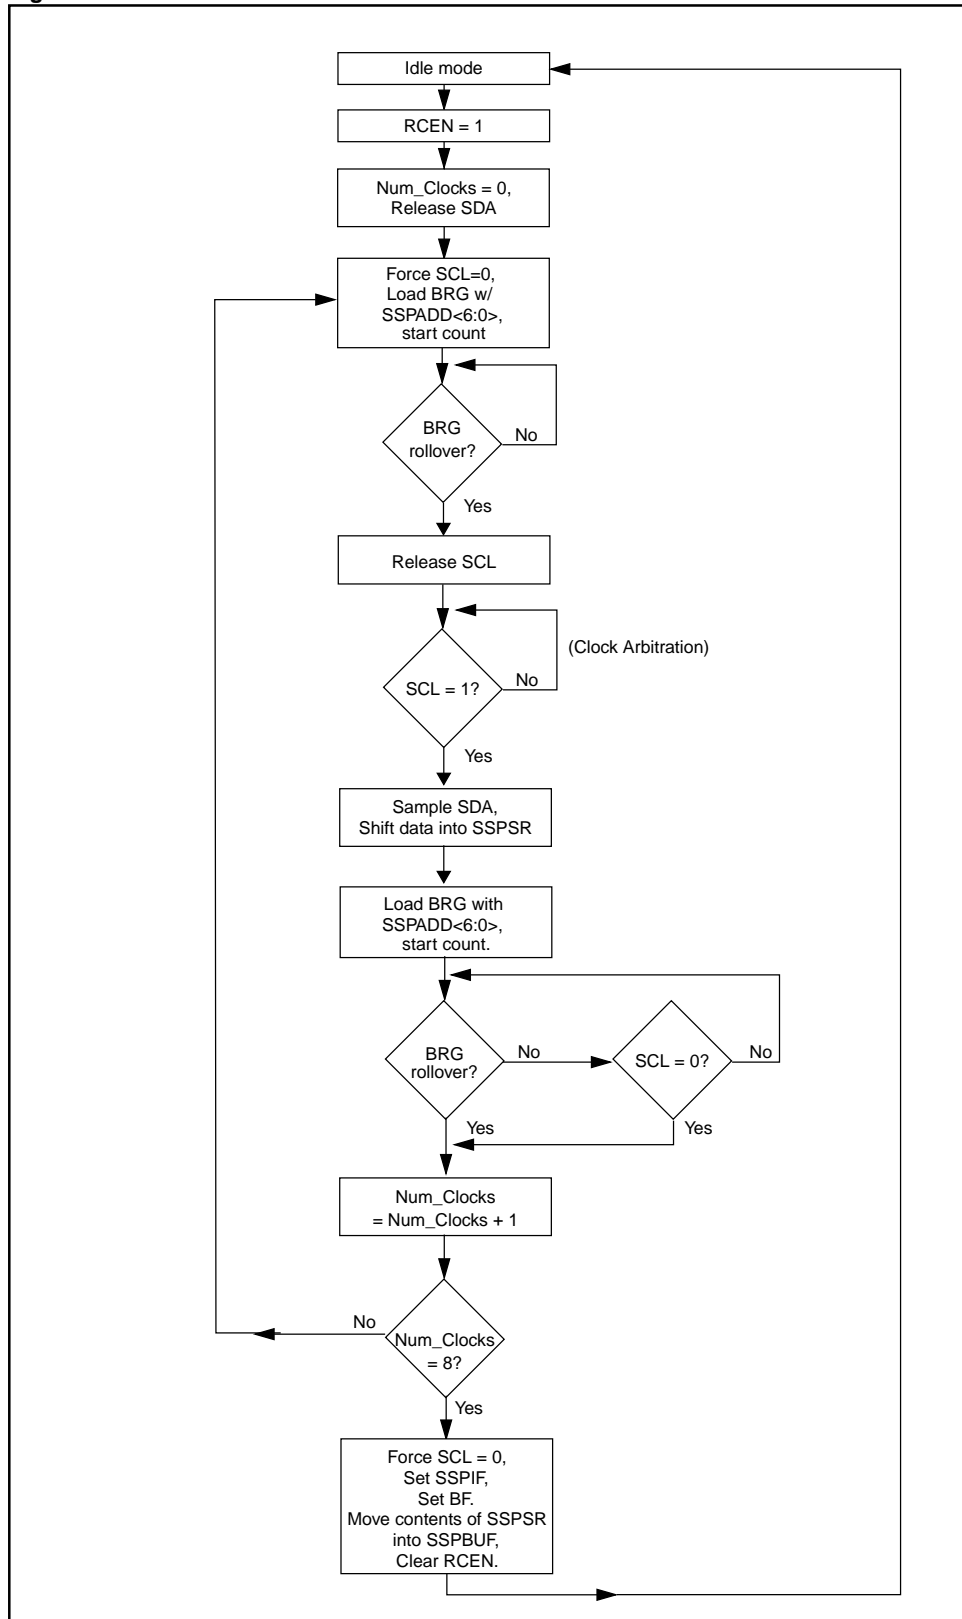 Idle mode
RCEN = 1
Num_Clocks = 0,
Release SDA
Force SCL=0,
Load BRG w/
SSPADD<6:0>,
start count
BRG
rollover?
No
Yes
Release SCL
(Clock Arbitration)
SCL = 1?
No
Yes
Sample SDA,
Shift data into SSPSR
Load BRG with
SSPADD<6:0>,
start count.
BRG
rollover?
No
SCL = 0?
No
Yes
Yes
Num_Clocks
= Num_Clocks + 1
No
Num_Clocks
= 8?
Yes
Force SCL = 0,
Set SSPIF,
Set BF.
Move contents of SSPSR
into SSPBUF,
Clear RCEN.